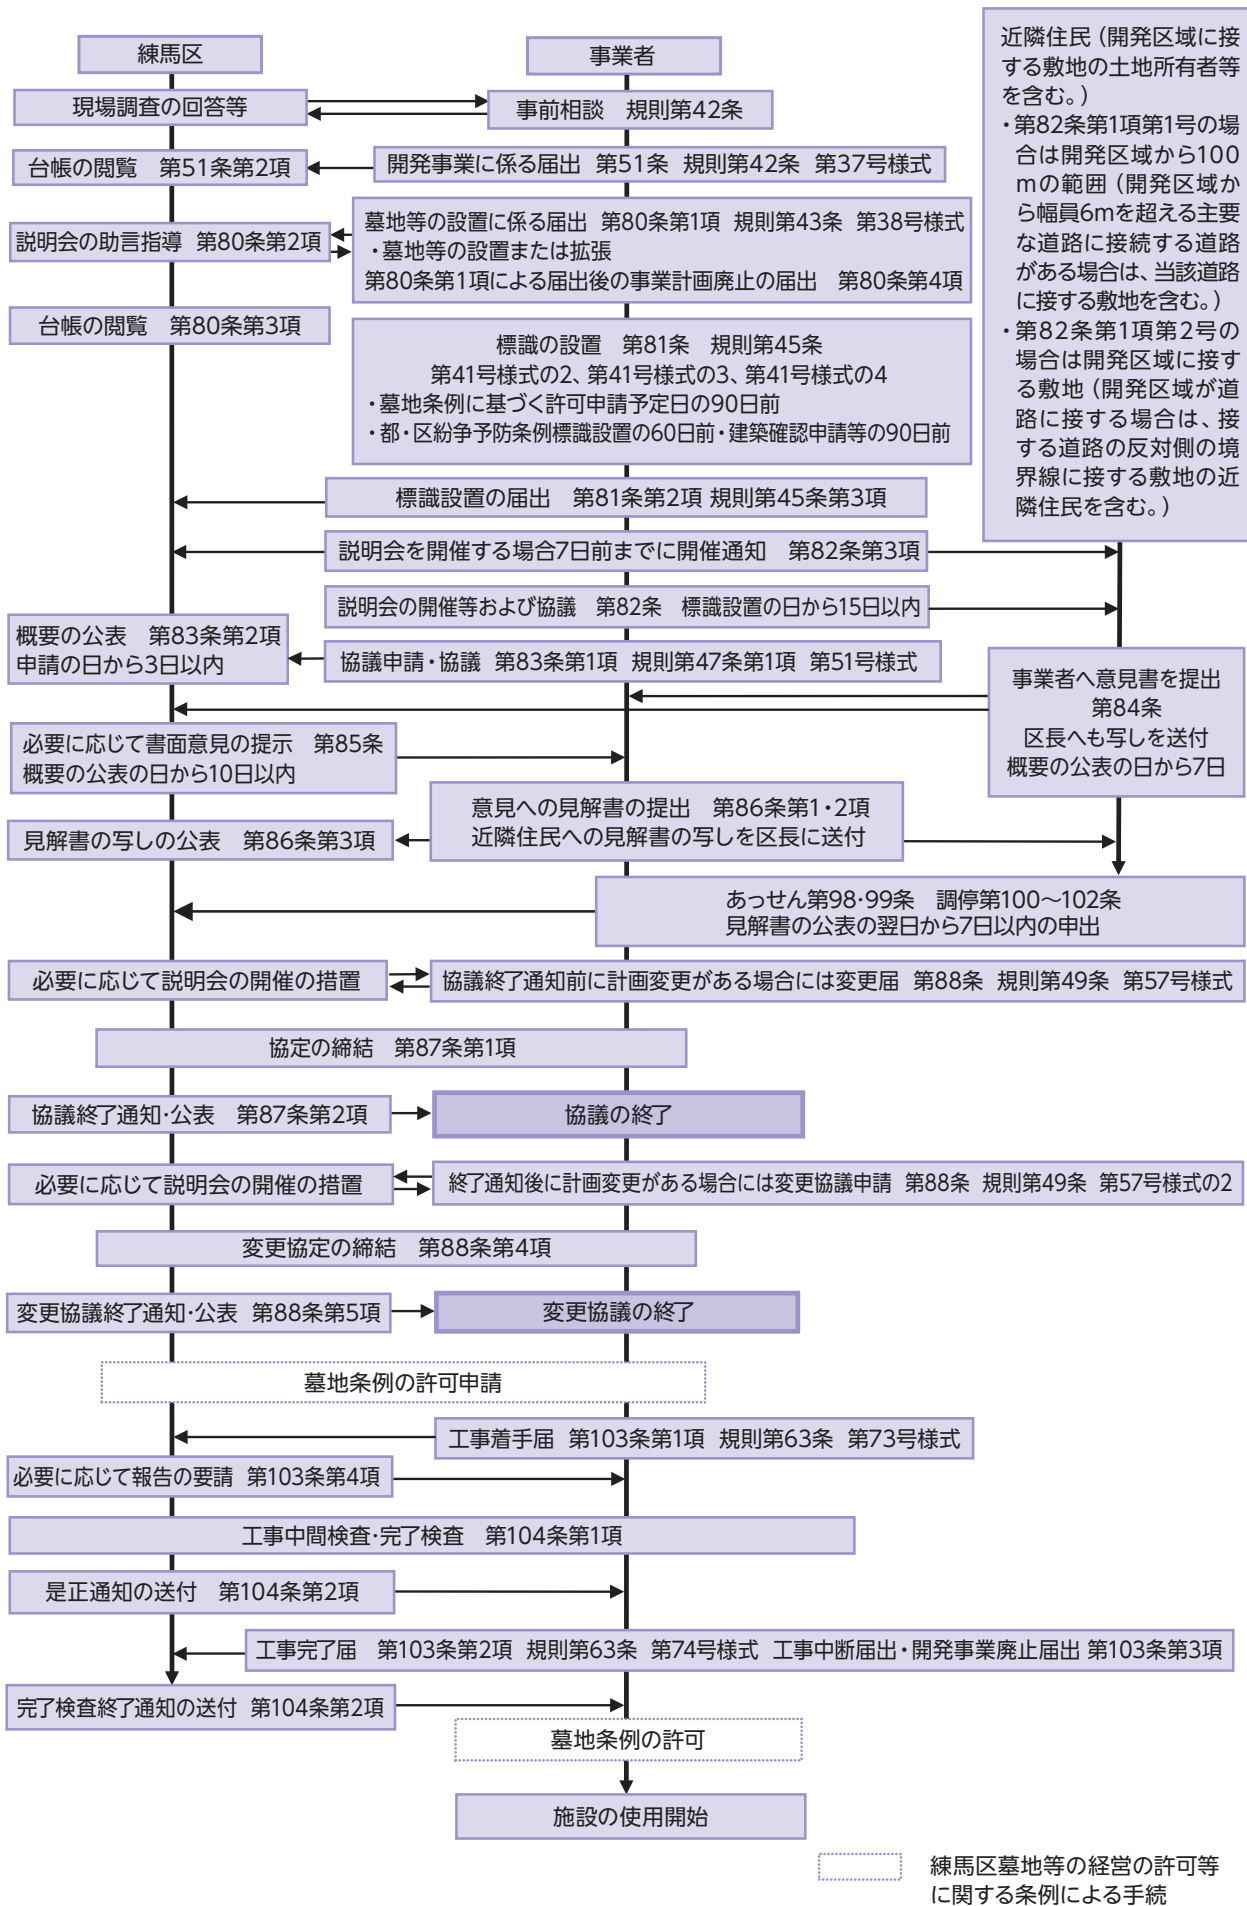 練馬区
事業者
近隣住民（開発区域に接
する敷地の土地所有者等
を含む。）
・第82条第1項第1号の場
合は開発区域から100
mの範囲（開発区域か
ら幅員6mを超える主要
な道路に接続する道路
がある場合は、当該道路
に接する敷地を含む。）
・第82条第1項第2号の
場合は開発区域に接す
る敷地（開発区域が道
路に接する場合は、接
する道路の反対側の境
界線に接する敷地の近
隣住民を含む。）
現場調査の回答等
事前相談　規則第42条
台帳の閲覧　第51条第2項
開発事業に係る届出　第51条　規則第42条　第37号様式
説明会の助言指導　第80条第2項
墓地等の設置に係る届出　第80条第1項　規則第43条　第38号様式
・墓地等の設置または拡張
第80条第1項による届出後の事業計画廃止の届出　第80条第4項
台帳の閲覧　第80条第3項
標識の設置　第81条　規則第45条
第41号様式の2、第41号様式の3、第41号様式の4
・墓地条例に基づく許可申請予定日の90日前
・都・区紛争予防条例標識設置の60日前・建築確認申請等の90日前
標識設置の届出　第81条第2項 規則第45条第3項
説明会を開催する場合7日前までに開催通知　第82条第3項
説明会の開催等および協議　第82条　標識設置の日から15日以内
概要の公表　第83条第2項
申請の日から3日以内
協議申請・協議　第83条第1項　規則第47条第1項　第51号様式
事業者へ意見書を提出
第84条
区長へも写しを送付
概要の公表の日から7日
必要に応じて書面意見の提示　第85条
概要の公表の日から10日以内
意見への見解書の提出　第86条第1・2項
近隣住民への見解書の写しを区長に送付
見解書の写しの公表　第86条第3項
あっせん第98・99条　調停第100～102条
見解書の公表の翌日から7日以内の申出
必要に応じて説明会の開催の措置
協議終了通知前に計画変更がある場合には変更届　第88条　規則第49条　第57号様式
協定の締結　第87条第1項
協議終了通知・公表　第87条第2項
協議の終了
必要に応じて説明会の開催の措置
終了通知後に計画変更がある場合には変更協議申請　第88条　規則第49条　第57号様式の2
変更協定の締結　第88条第4項
変更協議終了通知・公表　第88条第5項
変更協議の終了
墓地条例の許可申請
工事着手届　第103条第1項　規則第63条　第73号様式
必要に応じて報告の要請　第103条第4項
工事中間検査・完了検査　第104条第1項
是正通知の送付　第104条第2項
工事完了届　第103条第2項　規則第63条　第74号様式　工事中断届出・開発事業廃止届出 第103条第3項
完了検査終了通知の送付　第104条第2項
墓地条例の許可
施設の使用開始
練馬区墓地等の経営の許可等
に関する条例による手続